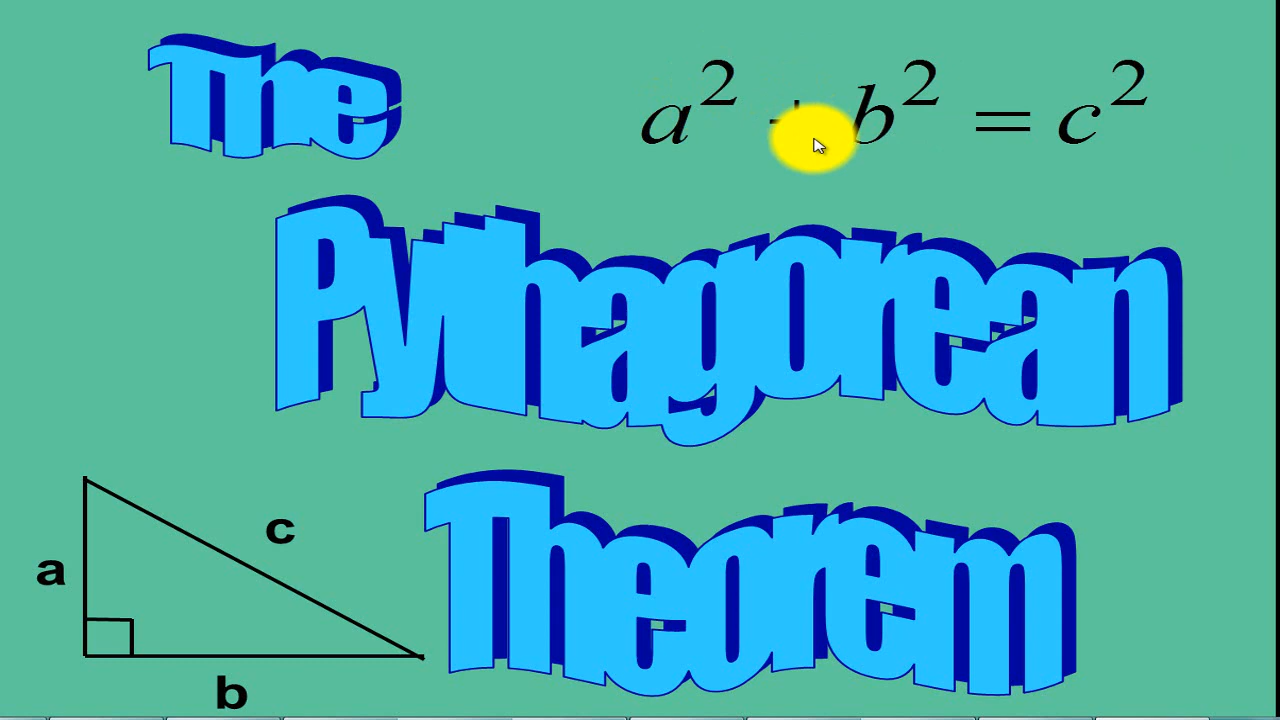 The
a² + b² = c²
Pythagorean
Theorem
c
a
b